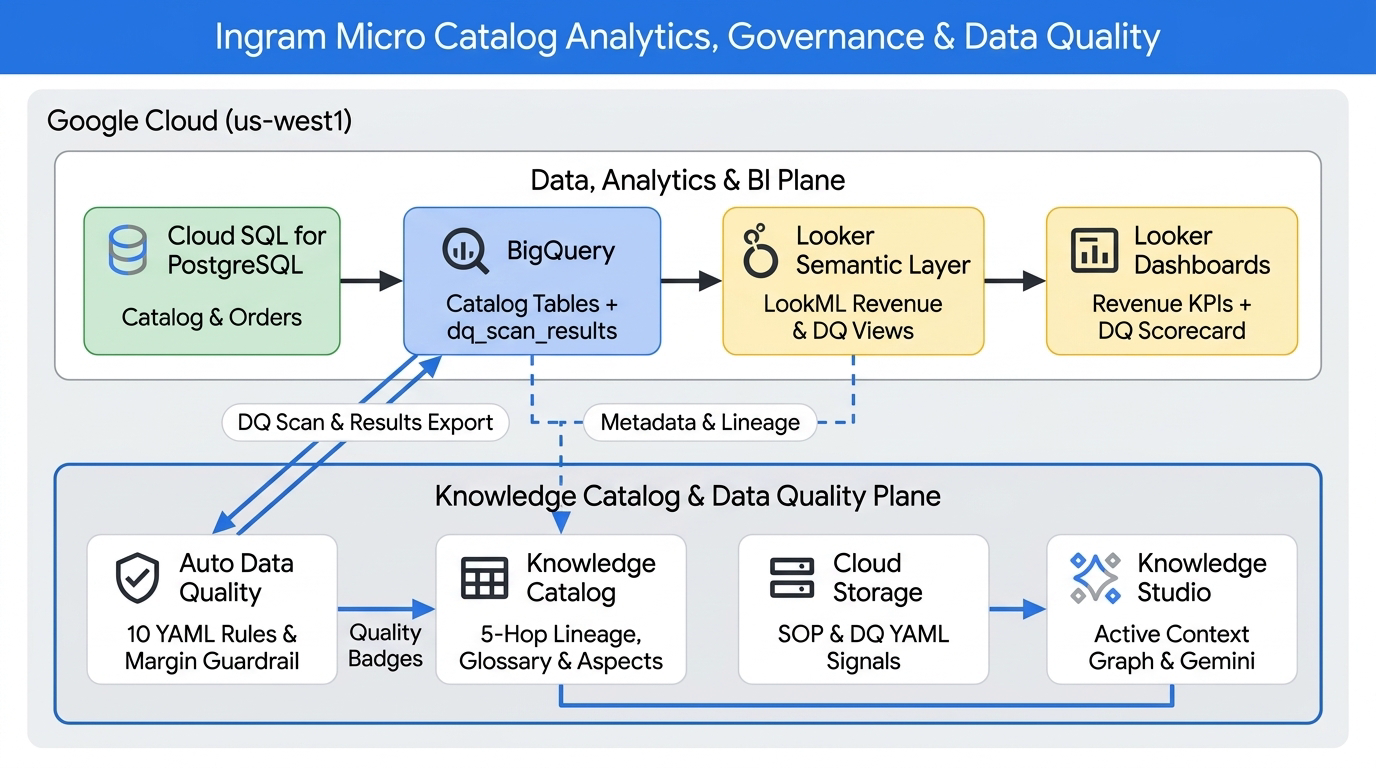 Ingram Micro Catalog Analytics, Governance & Data Quality
Google Cloud (us-west1)
Data, Analytics & BI Plane
Cloud SQL for
PostgreSQL
Catalog & Orders
BigQuery
Catalog Tables +
dq_scan_results
Looker
Semantic Layer
LookML Revenue
& DQ Views
Looker
Dashboards
Revenue KPIs +
DQ Scorecard
DQ Scan & Results Export
Metadata & Lineage
Knowledge Catalog & Data Quality Plane
Auto Data
Quality
10 YAML Rules &
Margin Guardrail
Quality
Badges
Knowledge
Catalog
5-Hop Lineage,
Glossary & Aspects
Cloud
Storage
SOP & DQ YAML
Signals
Knowledge
Studio
Active Context
Graph & Gemini